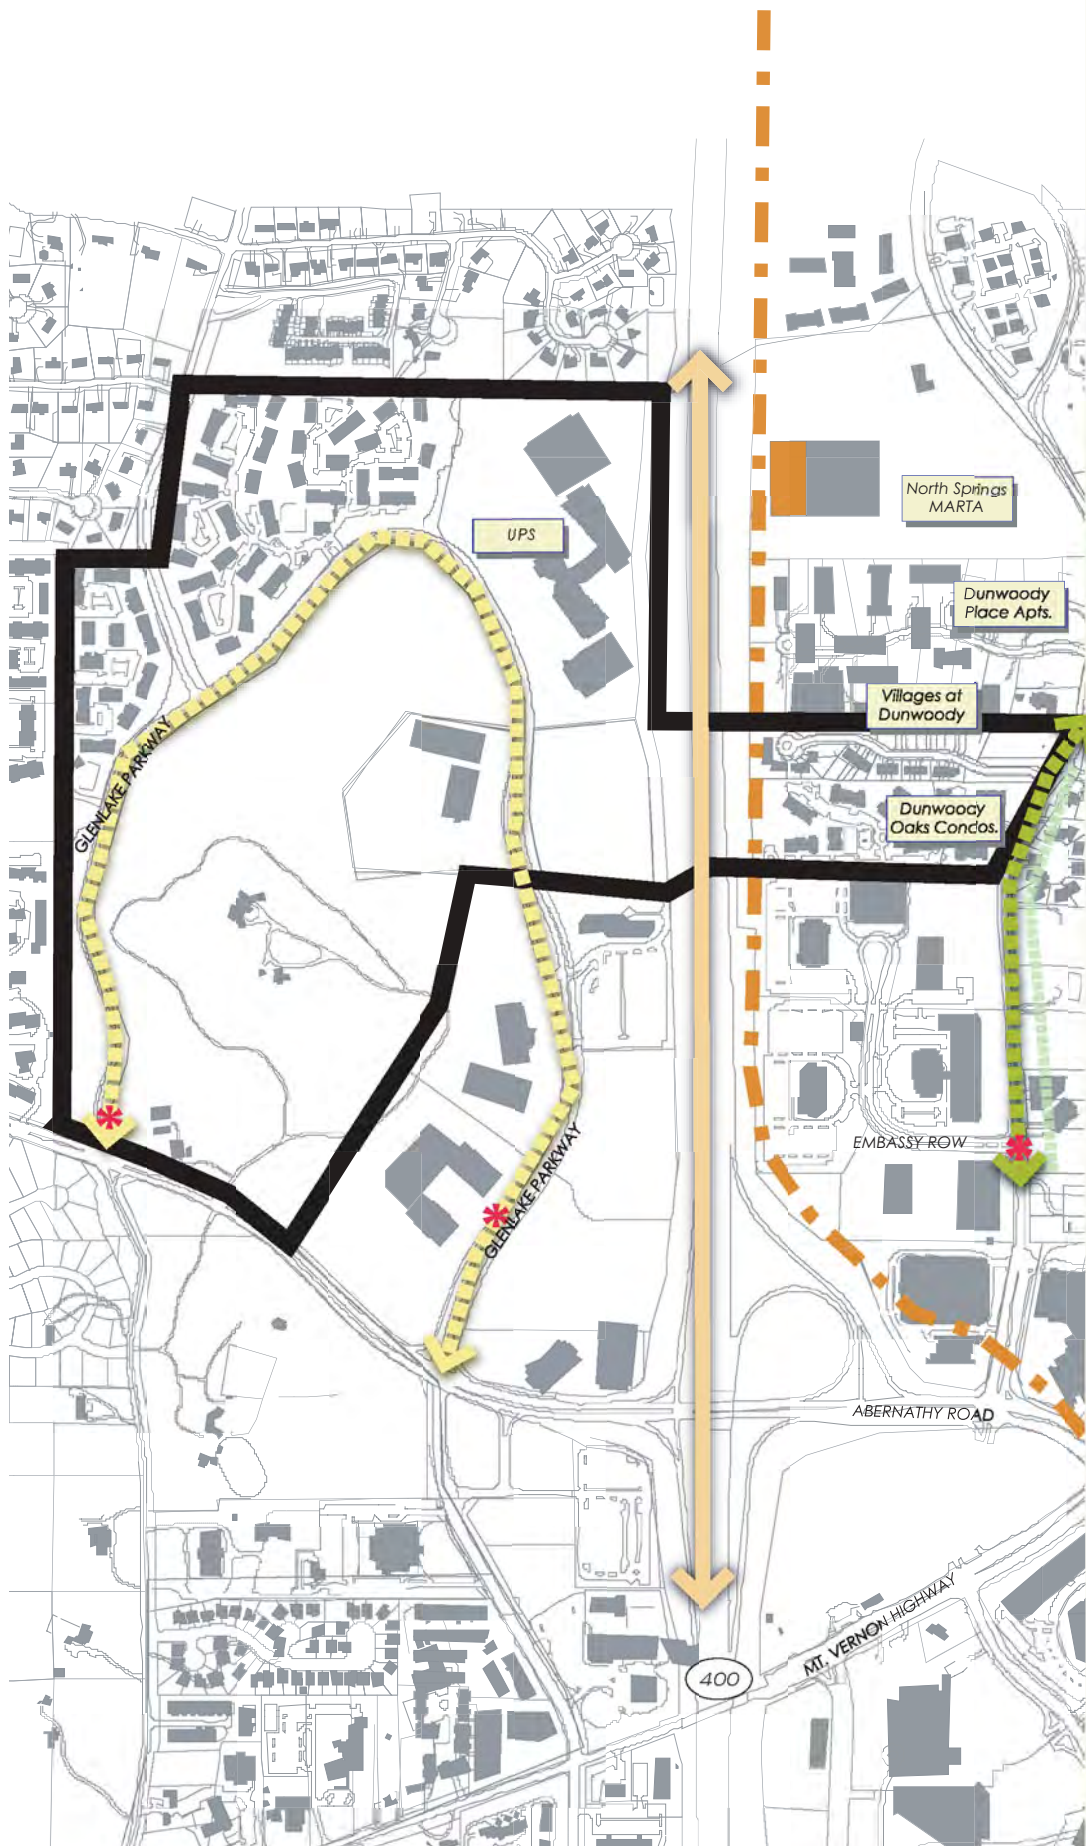 North Springs
MARTA
UPS
Dunwoody
Place Apts.
Villages at
Dunwoody
GLENLAKE PARKWAY
Dunwoody
Oaks Condos.
EMBASSY ROW
GLENLAKE PARKWAY
ABERNATHY ROAD
MT. VERNON HIGHWAY
400